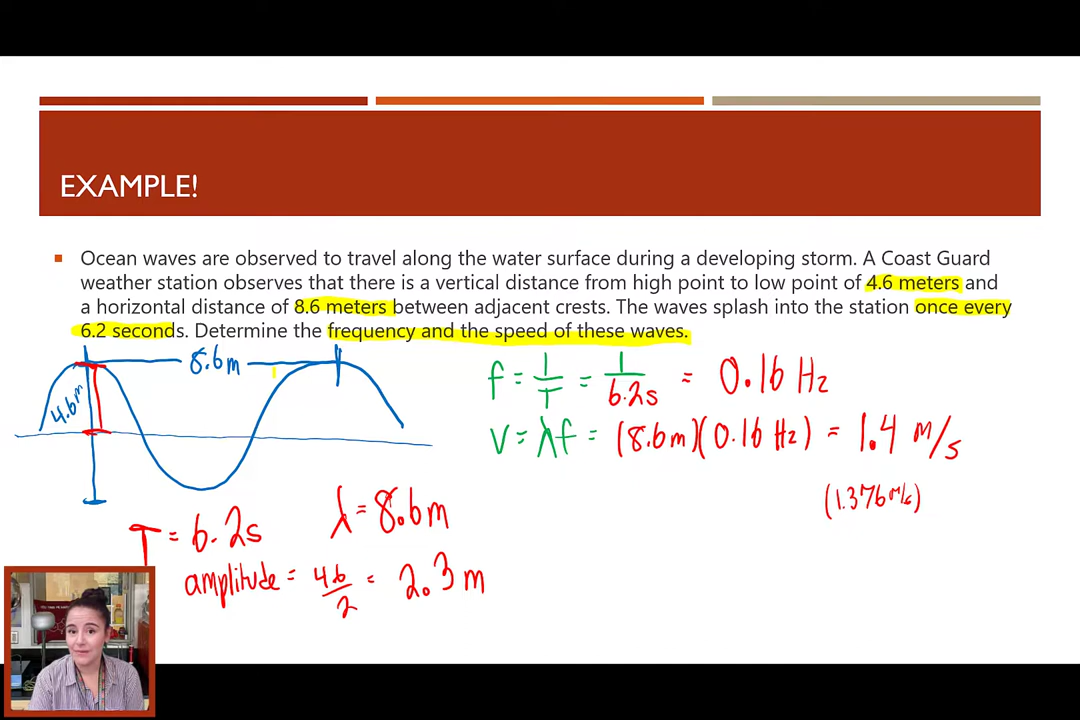 EXAMPLE!
Ocean waves are observed to travel along the water surface during a developing storm. A Coast Guard
weather station observes that there is a vertical distance from high point to low point of 4.6 meters and
a horizontal distance of 8.6 meters between adjacent crests. The waves splash into the station once every
6.2 seconds. Determine the frequency and the speed of these waves.
8.6m
4.6m
f = 1/T = 1/6.2s = 0.16 Hz
v = λf = (8.6m)(0.16 Hz) = 1.4 m/s
(1.376 m/s)
T = 6.2s
λ = 8.6m
amplitude = 4.6/2 = 2.3 m